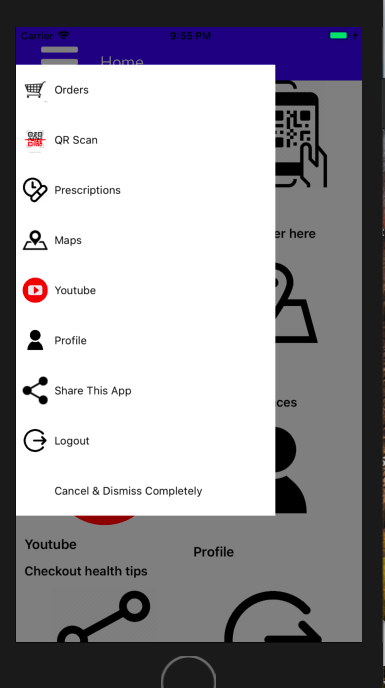 Carrier 9:55 PM
Home
Orders
QR Scan
Prescriptions
Maps
Youtube
Profile
Share This App
Logout
Cancel & Dismiss Completely
er here
ces
Youtube
Profile
Checkout health tips